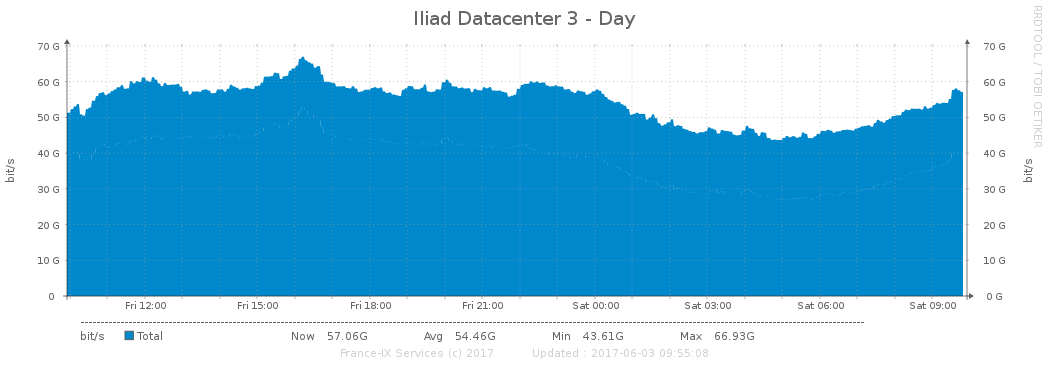 Iliad Datacenter 3 - Day
RRDTOOL / TOBI OETIKER
70 G 70 G
60 G 60 G
50 G 50 G
40 G 40 G
bit/s bit/s
30 G 30 G
20 G 20 G
10 G 10 G
0 0 G
Fri 12:00 Fri 15:00 Fri 18:00 Fri 21:00 Sat 00:00 Sat 03:00 Sat 06:00 Sat 09:00
bit/s Total Now 57.06G Avg 54.46G Min 43.61G Max 66.93G
France-IX Services (c) 2017 Updated : 2017-06-03 09:55:08